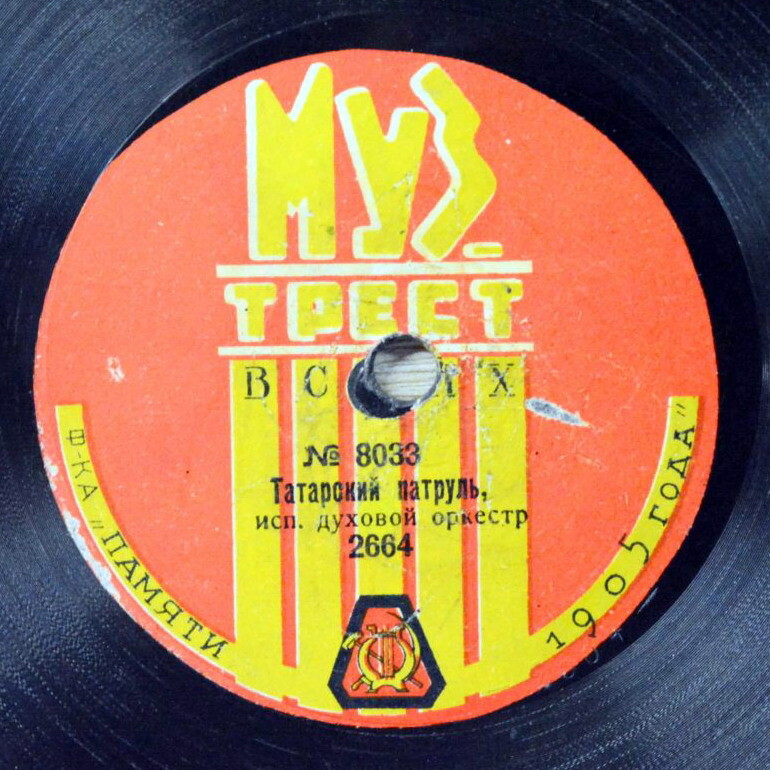 МУЗ-
ТРЕСТ
№ 8033
Татарский патруль,
исп. духовой оркестр
2664
Ф-КА „ПАМЯТИ 1905 ГОДА"